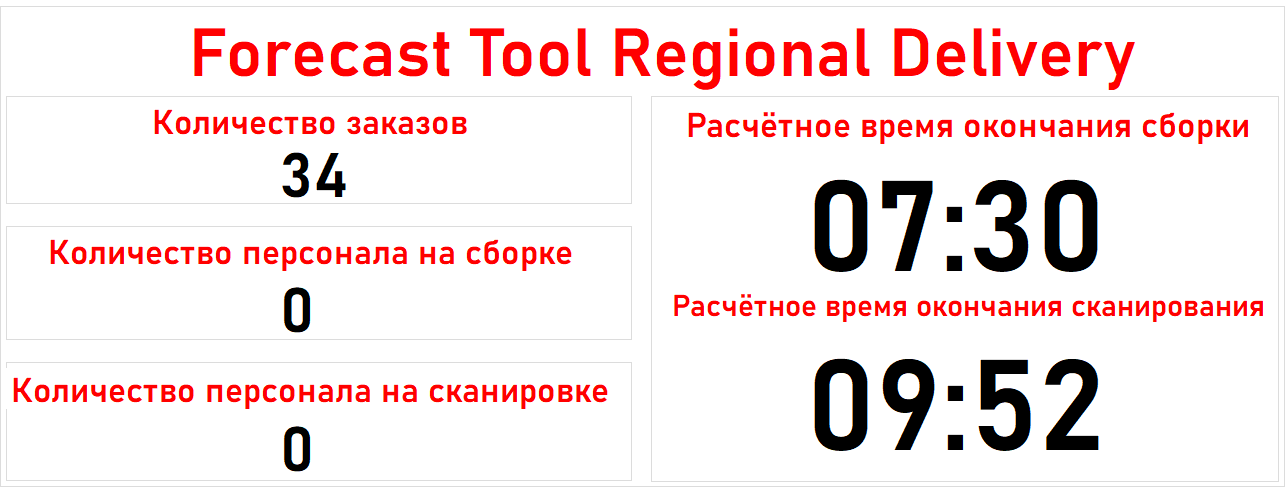 Forecast Tool Regional Delivery
Количество заказов
34
Количество персонала на сборке
0
Количество персонала на сканировке
0
Расчётное время окончания сборки
07:30
Расчётное время окончания сканирования
09:52